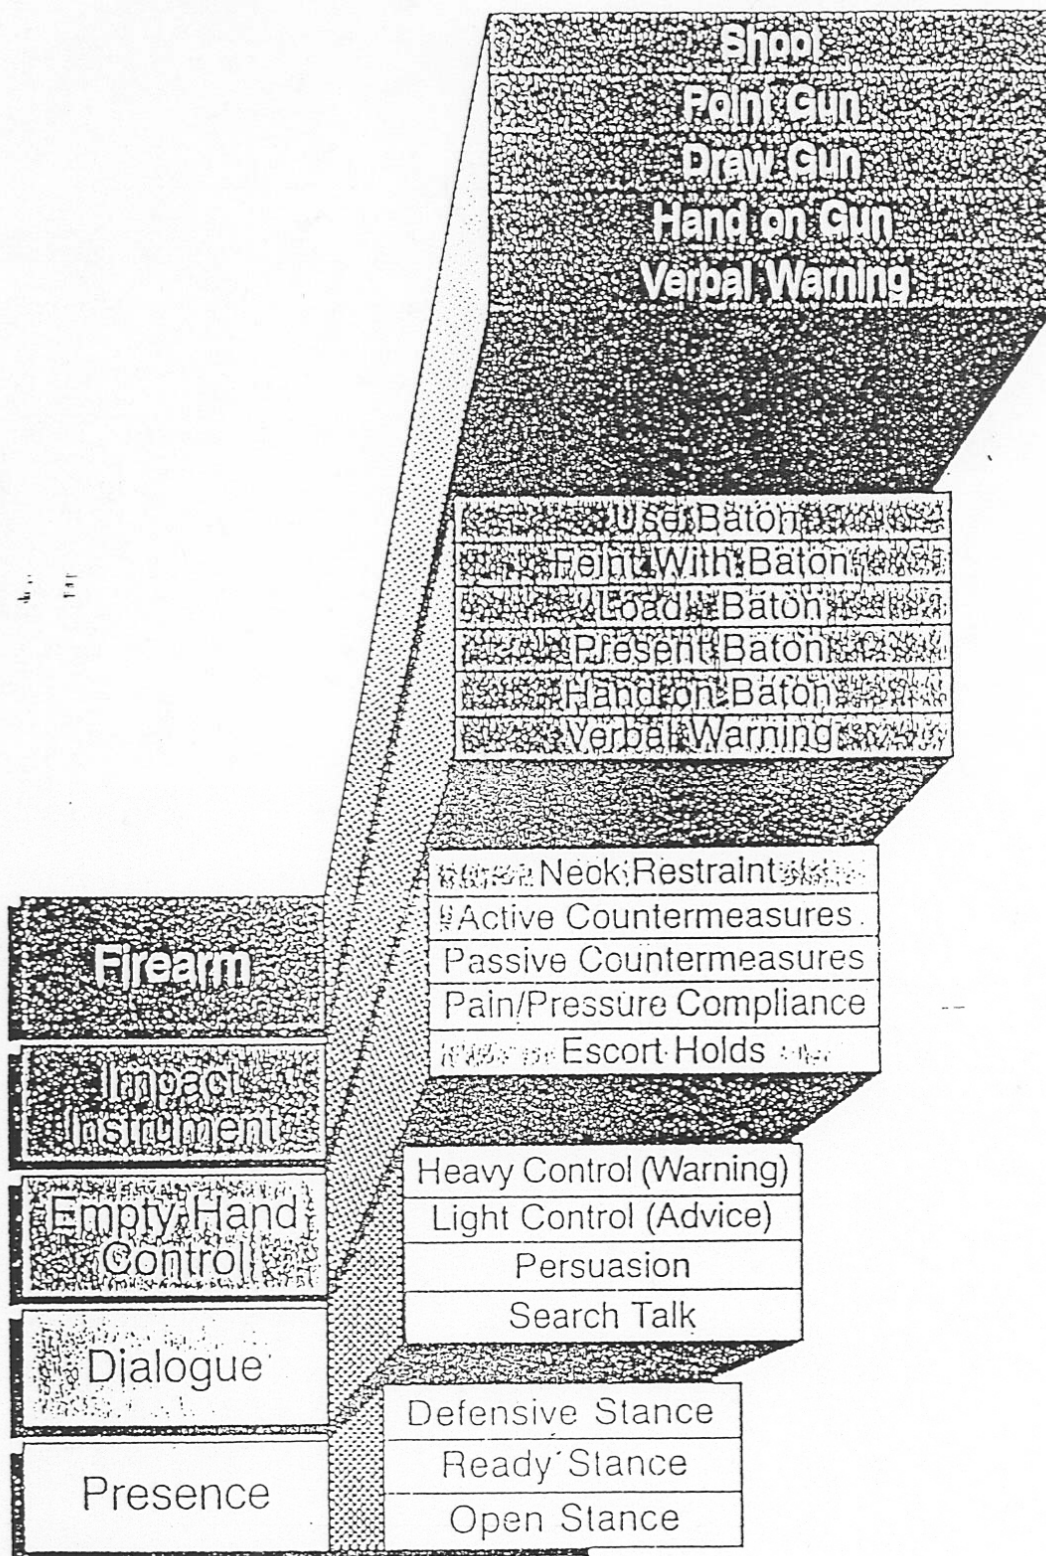 Shoot
Point Gun
Draw Gun
Hand on Gun
Verbal Warning
Use Baton
Feint With Baton
Load Baton
Present Baton
Hand on Baton
Verbal Warning
Neck Restraint
Active Countermeasures
Passive Countermeasures
Pain/Pressure Compliance
Escort Holds
Heavy Control (Warning)
Light Control (Advice)
Persuasion
Search Talk
Defensive Stance
Ready Stance
Open Stance
Firearm
Impact
Instrument
Empty Hand
Control
Dialogue
Presence